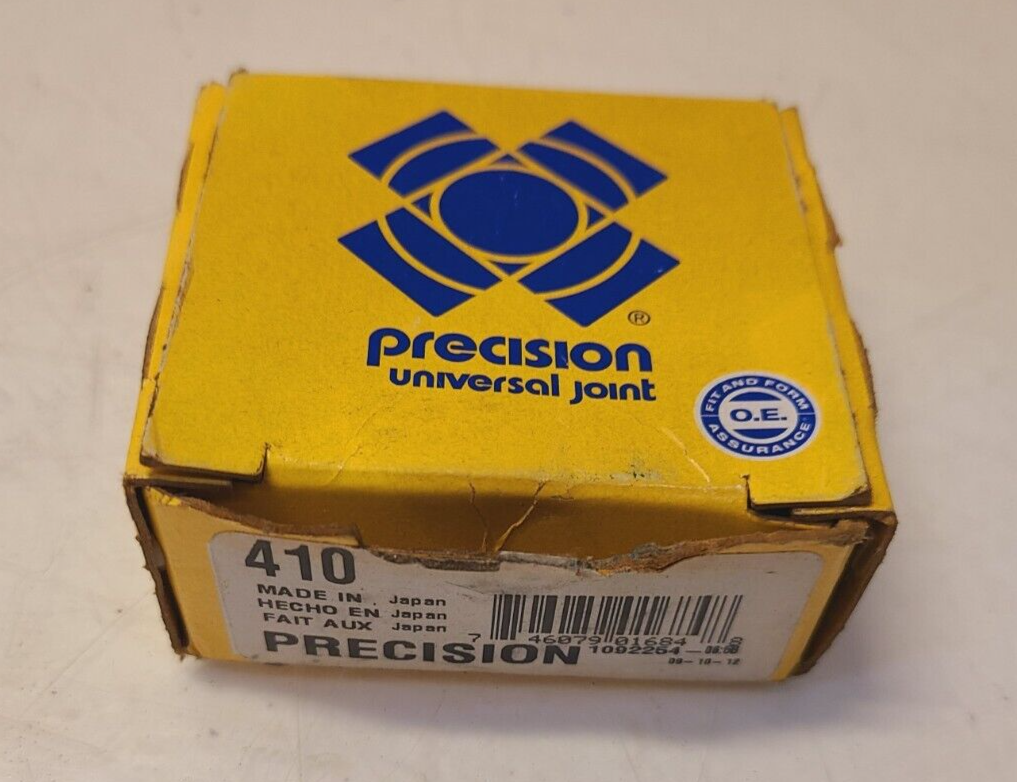 ®
precision
universal joint
FIT AND FORM
O.E.
ASSURANCE
410
MADE IN. Japan
HECHO EN Japan
FAIT AUX Japan
PRECISION
7 46079 01684
1092254
09-10-12